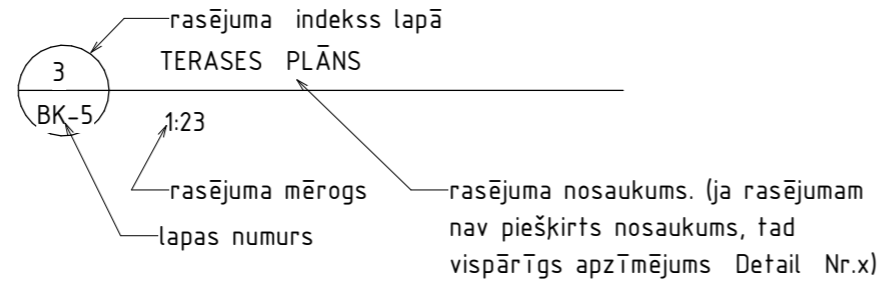 rasējuma indekss lapā
3
TERASES PLĀNS
BK-5
1:23
rasējuma mērogs
lapas numurs
rasējuma nosaukums. (ja rasējumam
nav piešķirts nosaukums, tad
vispārīgs apzīmējums Detail Nr.x)